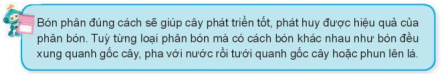 Bón phân đúng cách sẽ giúp cây phát triển tốt, phát huy được hiệu quả của
phân bón. Tuỳ từng loại phân bón mà có cách bón khác nhau như bón đều
xung quanh gốc cây, pha với nước rồi tưới quanh gốc cây hoặc phun lên lá.